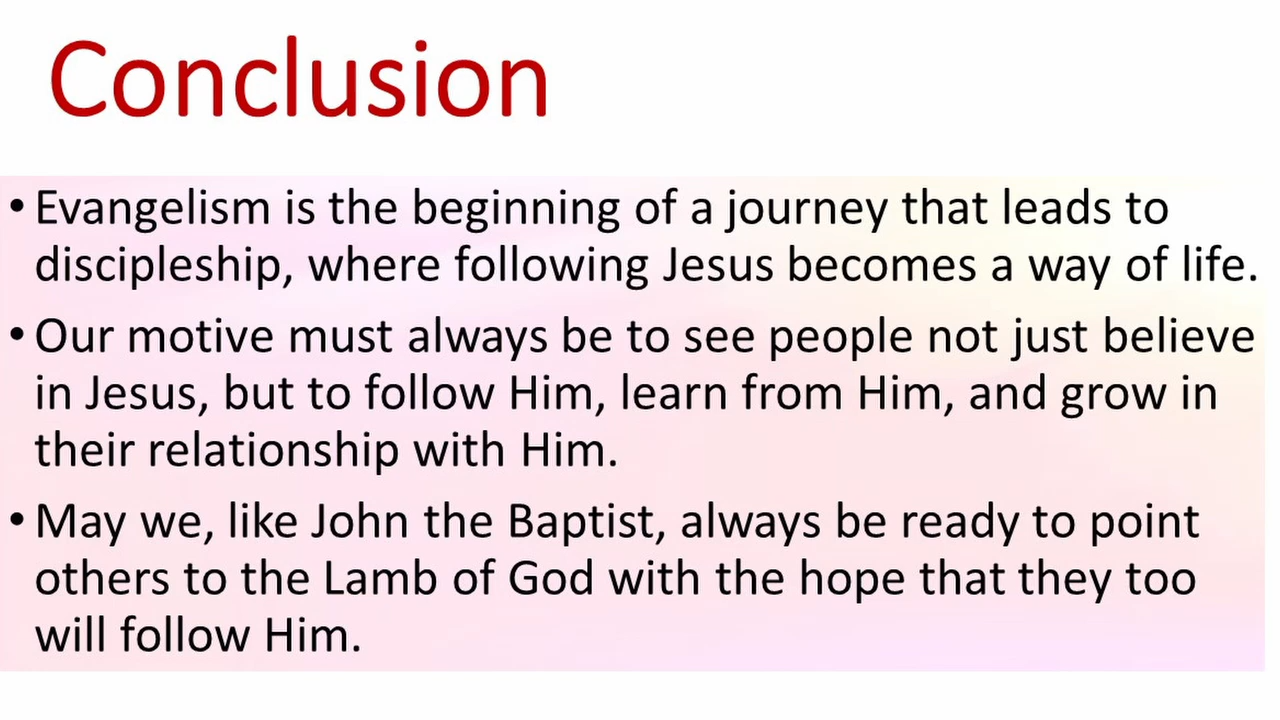 Conclusion
• Evangelism is the beginning of a journey that leads to
discipleship, where following Jesus becomes a way of life.
• Our motive must always be to see people not just believe
in Jesus, but to follow Him, learn from Him, and grow in
their relationship with Him.
• May we, like John the Baptist, always be ready to point
others to the Lamb of God with the hope that they too
will follow Him.